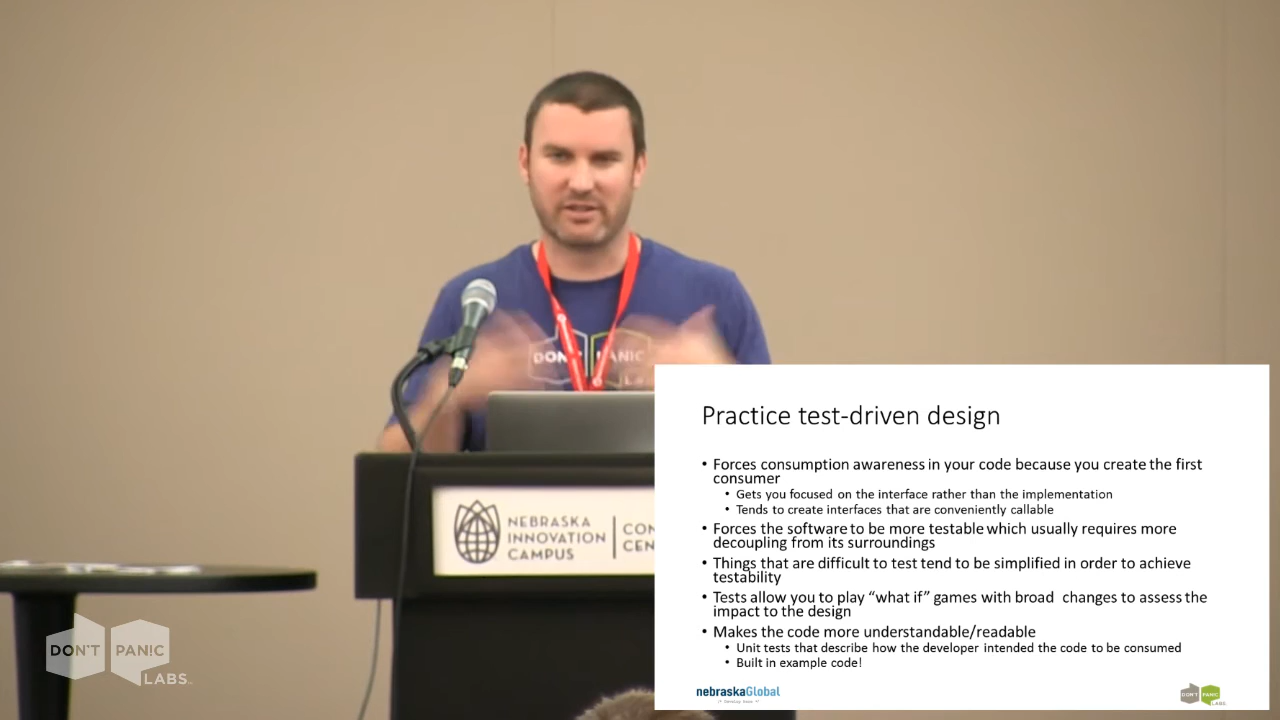 DON'T PANIC
LAB
NEBRASKA
INNOVATION
CAMPUS
CON
CEN
DON'T PAN!C
LABS
Practice test-driven design
• Forces consumption awareness in your code because you create the first
consumer
• Gets you focused on the interface rather than the implementation
• Tends to create interfaces that are conveniently callable
• Forces the software to be more testable which usually requires more
decoupling from its surroundings
• Things that are difficult to test tend to be simplified in order to achieve
testability
• Tests allow you to play “what if” games with broad changes to assess the
impact to the design
• Makes the code more understandable/readable
• Unit tests that describe how the developer intended the code to be consumed
• Built in example code!
nebraskaGlobal
DON'T PANIC
LABS